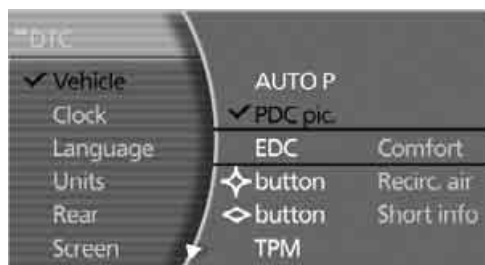 DTC
Vehicle
Clock
Language
Units
Rear
Screen
AUTO P
PDC pic.
EDC Comfort
button Recirc. air
button Short info
TPM